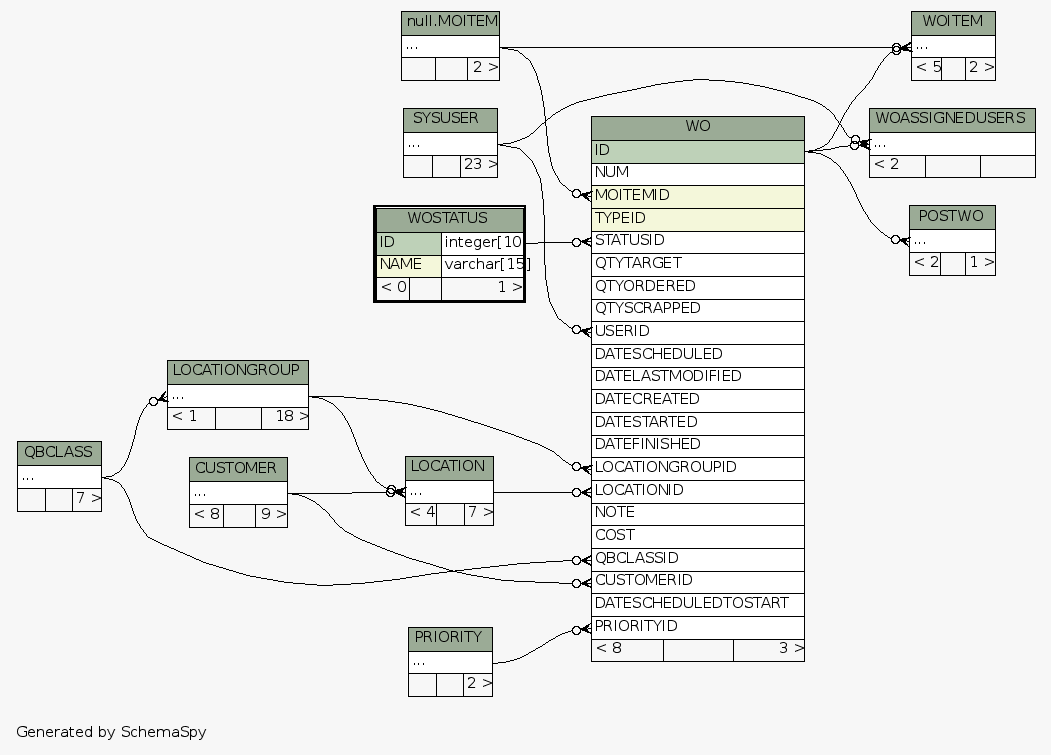 null.MOITEM
...
2 >
WOITEM
...
< 5 2 >
SYSUSER
...
23 >
WOASSIGNEDUSERS
...
< 2
WOSTATUS
ID integer[10
NAME varchar[15]
< 0 1 >
POSTWO
...
< 2 1 >
WO
ID
NUM
MOITEMID
TYPEID
STATUSID
QTYTARGET
QTYORDERED
QTYSCRAPPED
USERID
DATESCHEDULED
DATELASTMODIFIED
DATECREATED
DATESTARTED
DATEFINISHED
LOCATIONGROUPID
LOCATIONID
NOTE
COST
QBCLASSID
CUSTOMERID
DATESCHEDULEDTOSTART
PRIORITYID
< 8 3 >
LOCATIONGROUP
...
< 1 18 >
QBCLASS
...
7 >
CUSTOMER
...
< 8 9 >
LOCATION
...
< 4 7 >
PRIORITY
...
2 >
Generated by SchemaSpy